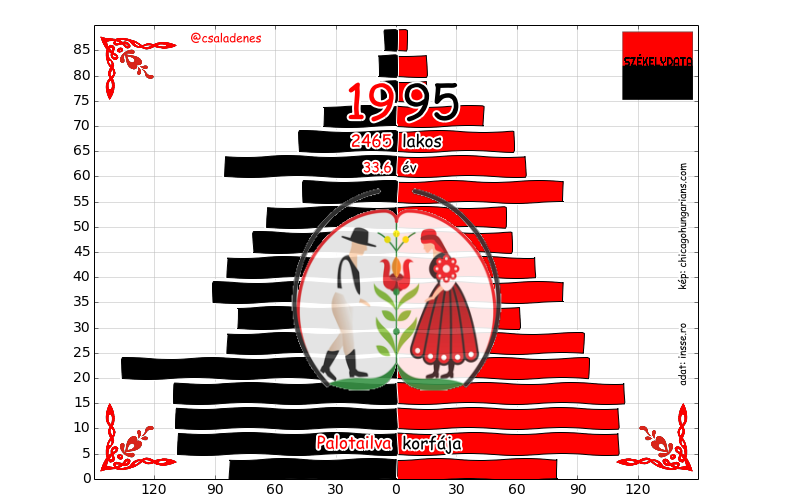 @csaladenes
SZÉKELYDATA
1995
2465 lakos
33.6 év
kép: chicagohungarians.com
adat: insse.ro
Palotailva korfája
85
80
75
70
65
60
55
50
45
40
35
30
25
20
15
10
5
0
120 90 60 30 0 30 60 90 120